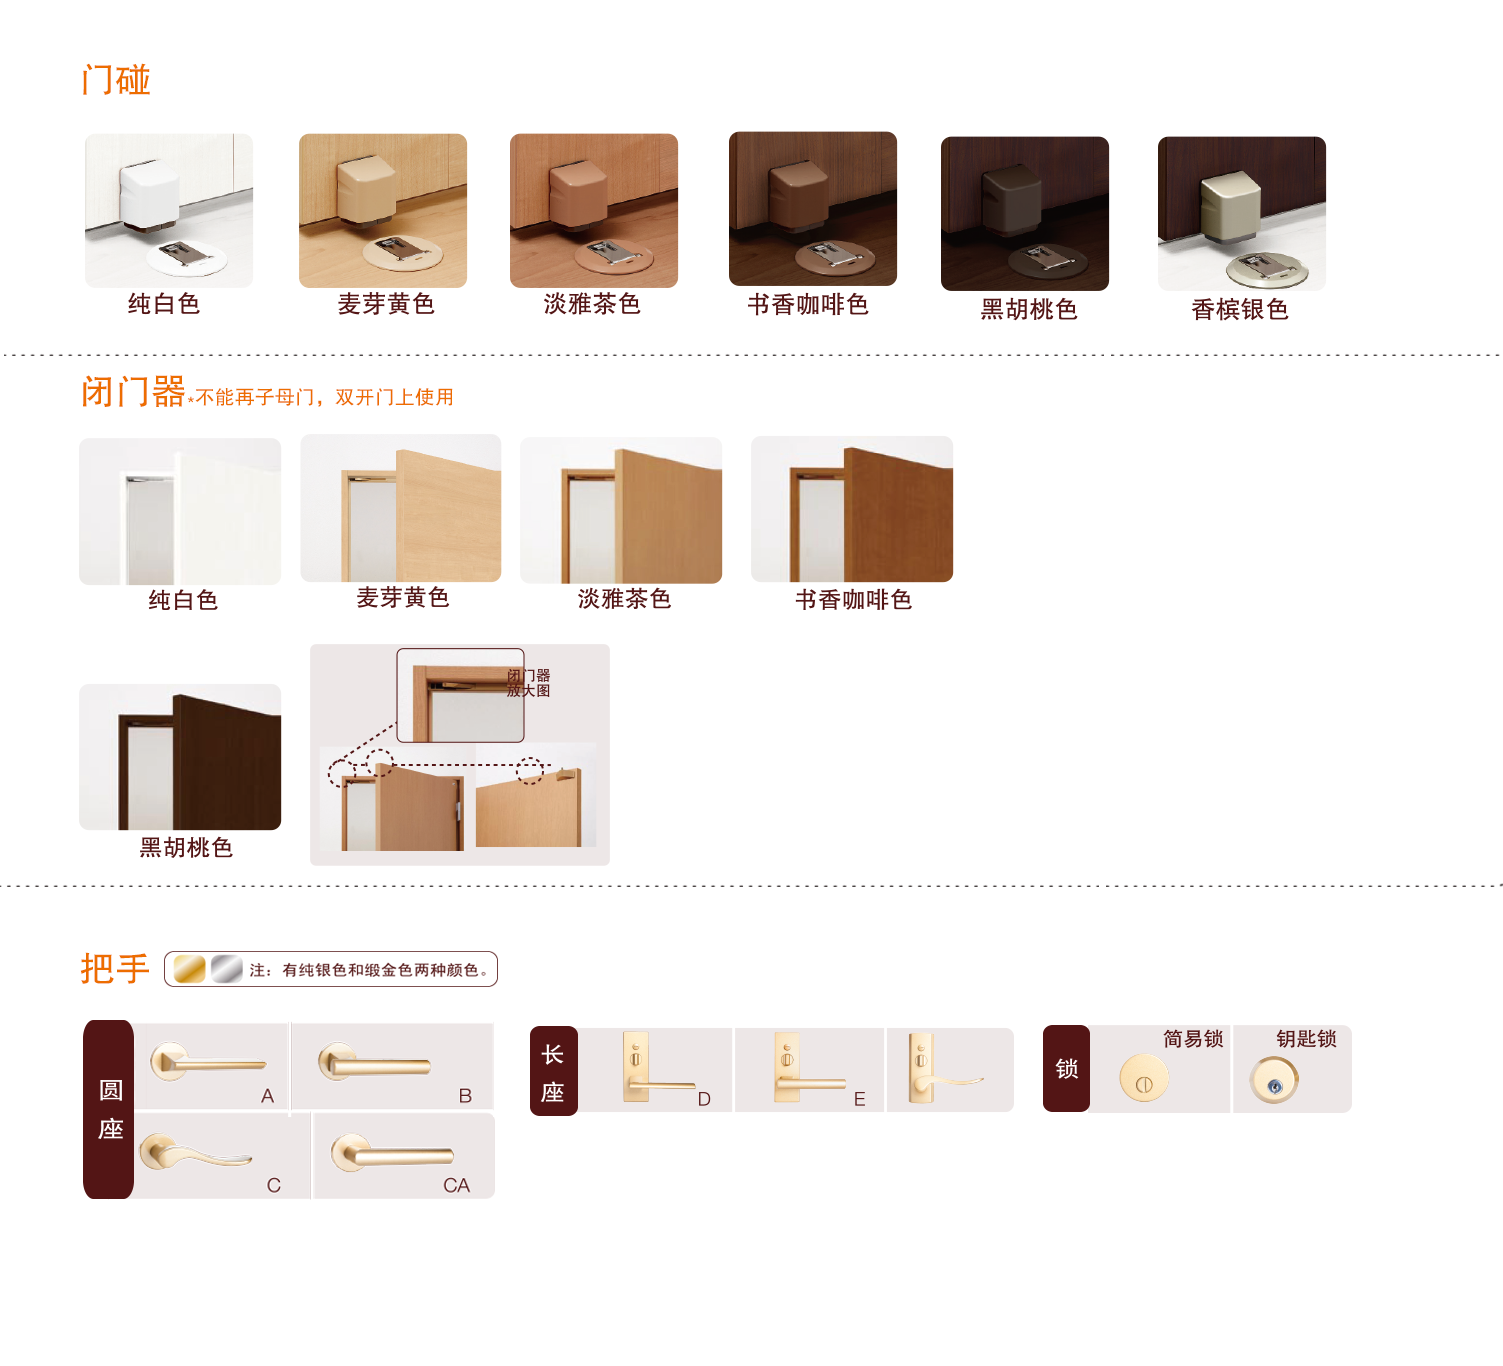 门碰
纯白色
麦芽黄色
淡雅茶色
书香咖啡色
黑胡桃色
香槟银色
闭门器*不能再子母门，双开门上使用
纯白色
麦芽黄色
淡雅茶色
书香咖啡色
闭门器
放大图
黑胡桃色
把手
注：有纯银色和缎金色两种颜色。
圆座
A
B
C
CA
长座
D
E
锁
简易锁
钥匙锁